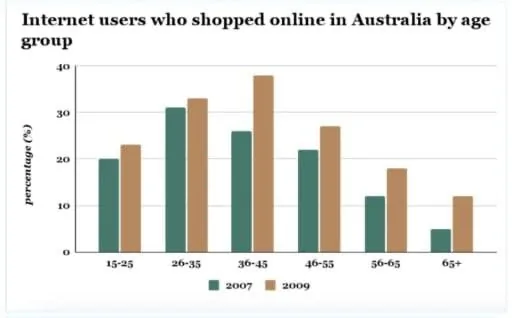 Internet users who shopped online in Australia by age
group
40
30
20
10
0
percentage (%)
15-25 26-35 36-45 46-55 56-65 65+
2007 2009